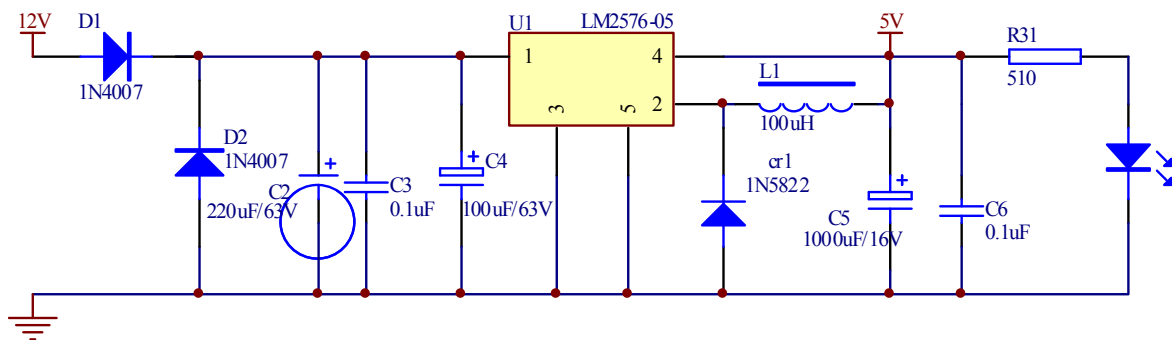 12V
D1
1N4007
D2
1N4007
C2
220uF/63V
C3
0.1uF
C4
100uF/63V
U1
LM2576-05
1
4
2
3
5
L1
100uH
cr1
1N5822
5V
C5
1000uF/16V
C6
0.1uF
R31
510